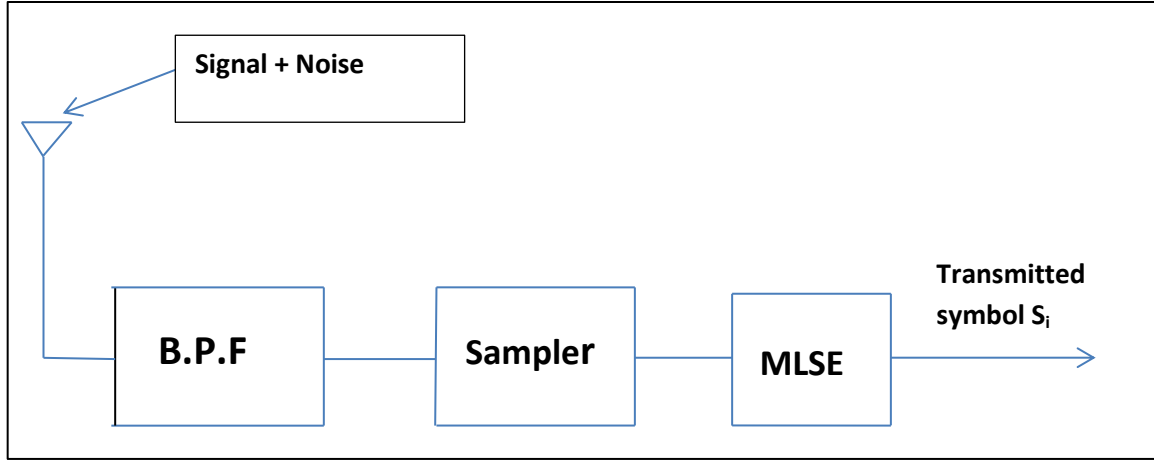 Signal + Noise
Transmitted
symbol Si
B.P.F
Sampler
MLSE